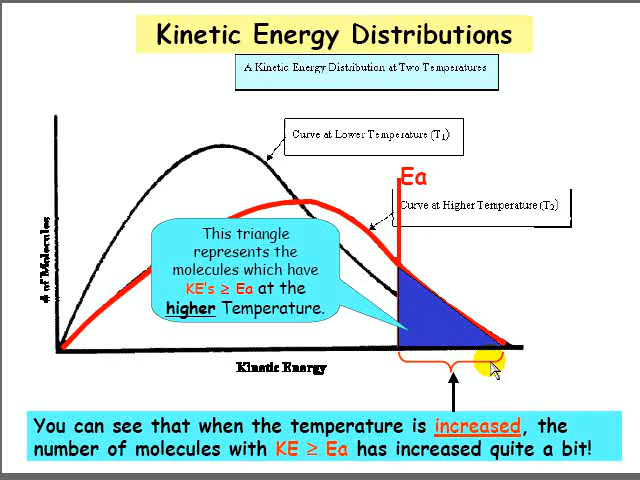 Kinetic Energy Distributions
A Kinetic Energy Distribution at Two Temperatures
Curve at Lower Temperature (T1)
Ea
Curve at Higher Temperature (T2)
This triangle
represents the
molecules which have
KE's ≥ Ea at the
higher Temperature.
# of Molecules
Kinetic Energy
You can see that when the temperature is increased, the
number of molecules with KE ≥ Ea has increased quite a bit!